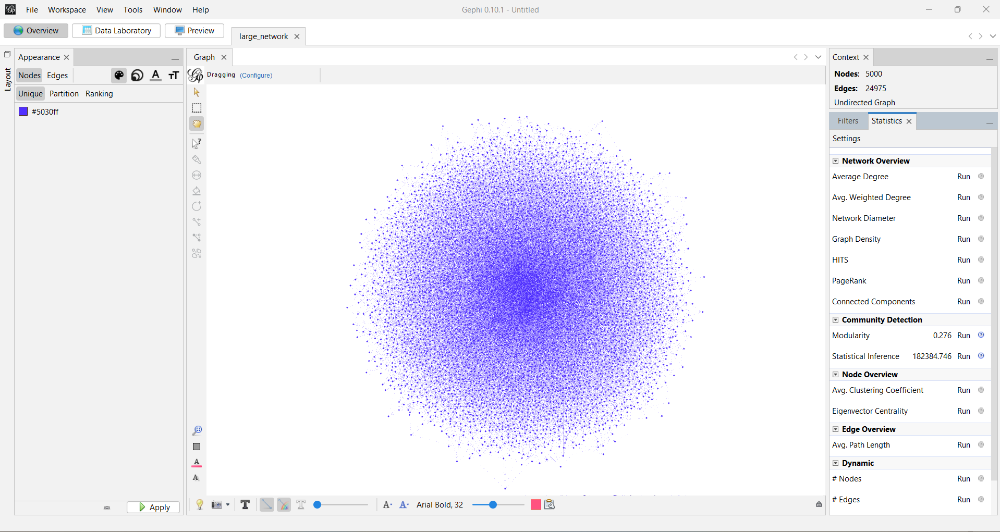 File Workspace View Tools Window Help
Gephi 0.10.1 - Untitled
Overview Data Laboratory Preview
large_network
Layout
Appearance
Nodes Edges
Unique Partition Ranking
#5030ff
Apply
Graph
Dragging (Configure)
Arial Bold, 32
Context
Nodes: 5000
Edges: 24975
Undirected Graph
Filters Statistics
Settings
Network Overview
Average Degree Run
Avg. Weighted Degree Run
Network Diameter Run
Graph Density Run
HITS Run
PageRank Run
Connected Components Run
Community Detection
Modularity 0.276 Run
Statistical Inference 182384.746 Run
Node Overview
Avg. Clustering Coefficient Run
Eigenvector Centrality Run
Edge Overview
Avg. Path Length Run
Dynamic
# Nodes Run
# Edges Run